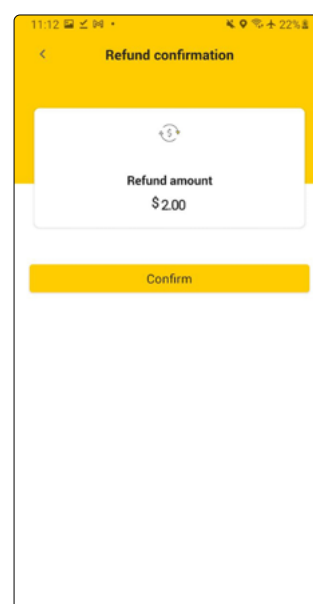 11:12 22%
Refund confirmation
Refund amount
$2.00
Confirm